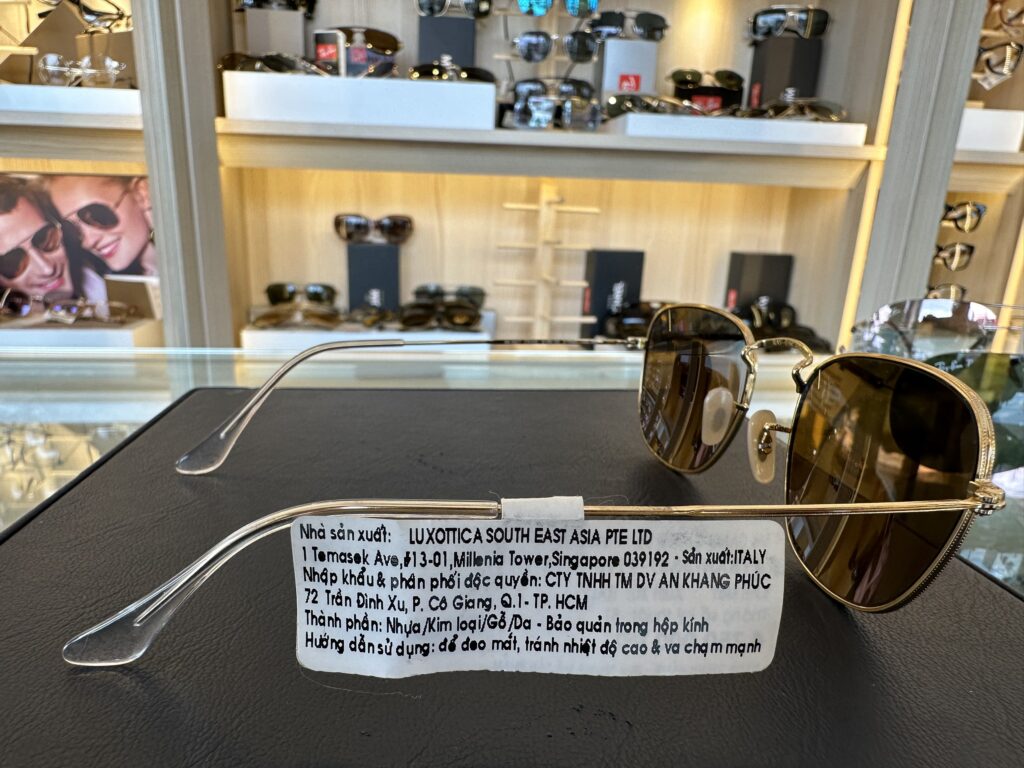 Nhà sản xuất: LUXOTTICA SOUTH EAST ASIA PTE LTD
1 Temasek Ave,#13-01,Millenia Tower,Singapore 039192 - Sản xuất:ITALY
Nhập khẩu & phân phối độc quyền: CTY TNHH TM DV AN KHANG PHÚC
72 Trần Đình Xu, P. Cô Giang, Q.1- TP. HCM
Thành phần: Nhựa/Kim loại/Gỗ/Da - Bảo quản trong hộp kính
Hướng dẫn sử dụng: để đeo mắt, tránh nhiệt độ cao & va chạm mạnh